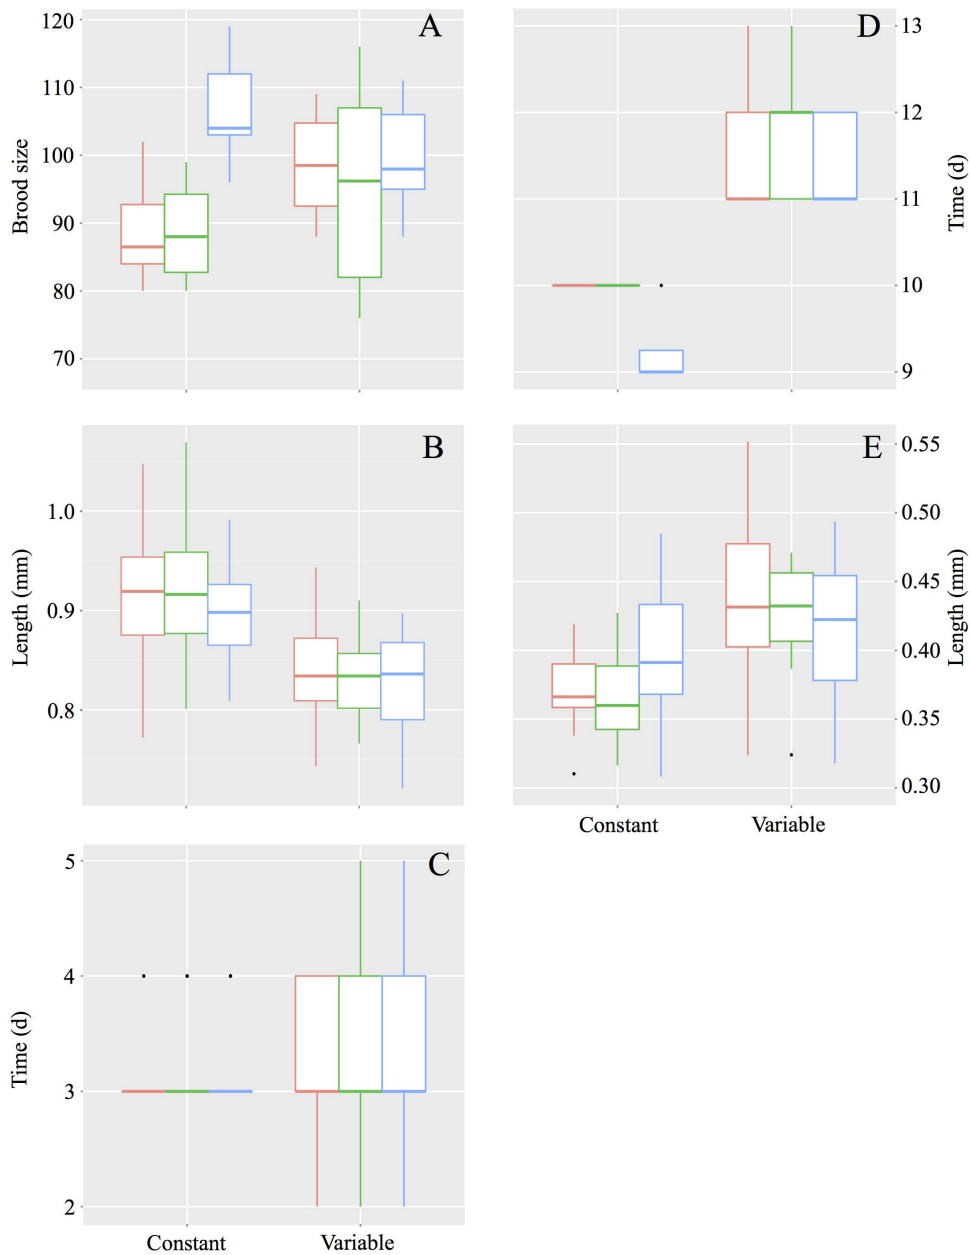 A
120
110
100
90
80
70
Brood size
D
13
12
11
10
9
Time (d)
B
1.0
0.9
0.8
Length (mm)
E
0.55
0.50
0.45
0.40
0.35
0.30
Length (mm)
Constant Variable
C
5
4
3
2
Time (d)
Constant Variable